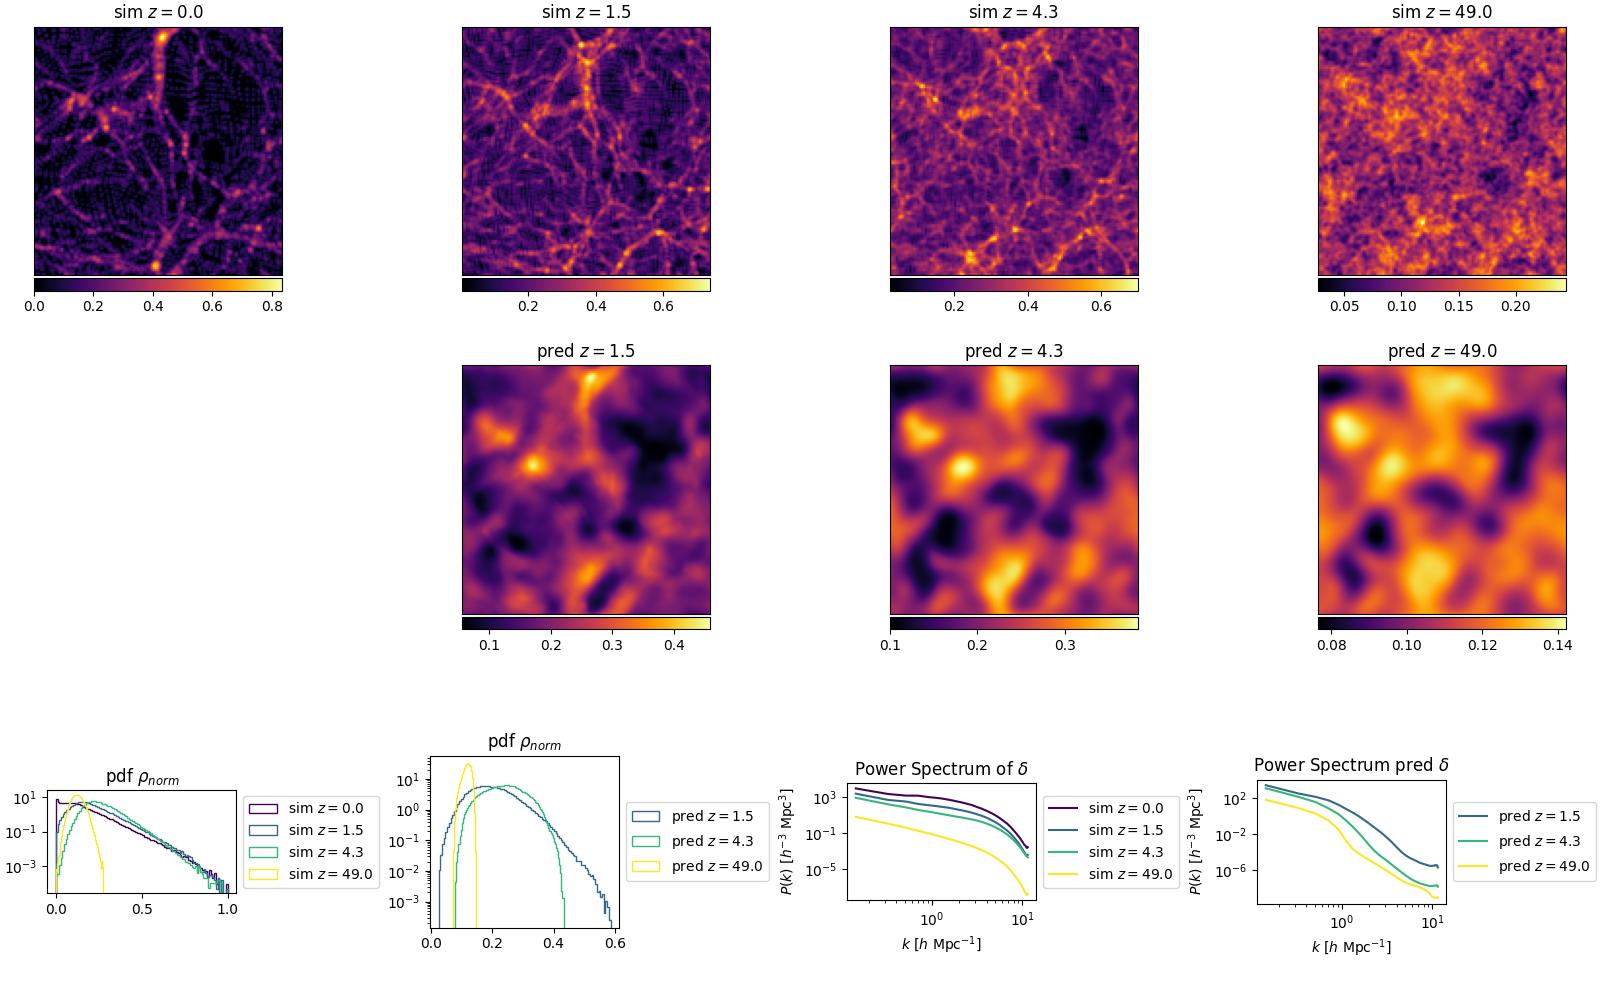 sim z = 0.0
sim z = 1.5
sim z = 4.3
sim z = 49.0
0.0 0.2 0.4 0.6 0.8
0.2 0.4 0.6
0.2 0.4 0.6
0.05 0.10 0.15 0.20
pred z = 1.5
pred z = 4.3
pred z = 49.0
0.1 0.2 0.3 0.4
0.1 0.2 0.3
0.08 0.10 0.12 0.14
pdf ρnorm
10¹
10⁻¹
10⁻³
0.0 0.5 1.0
sim z = 0.0
sim z = 1.5
sim z = 4.3
sim z = 49.0
pdf ρnorm
10¹
10⁰
10⁻¹
10⁻²
10⁻³
0.0 0.2 0.4 0.6
pred z = 1.5
pred z = 4.3
pred z = 49.0
Power Spectrum of δ
P(k) [h⁻³ Mpc³]
10³
10⁻¹
10⁻⁵
10⁰ 10¹
k [h Mpc⁻¹]
sim z = 0.0
sim z = 1.5
sim z = 4.3
sim z = 49.0
Power Spectrum pred δ
P(k) [h⁻³ Mpc³]
10²
10⁻²
10⁻⁶
10⁰ 10¹
k [h Mpc⁻¹]
pred z = 1.5
pred z = 4.3
pred z = 49.0